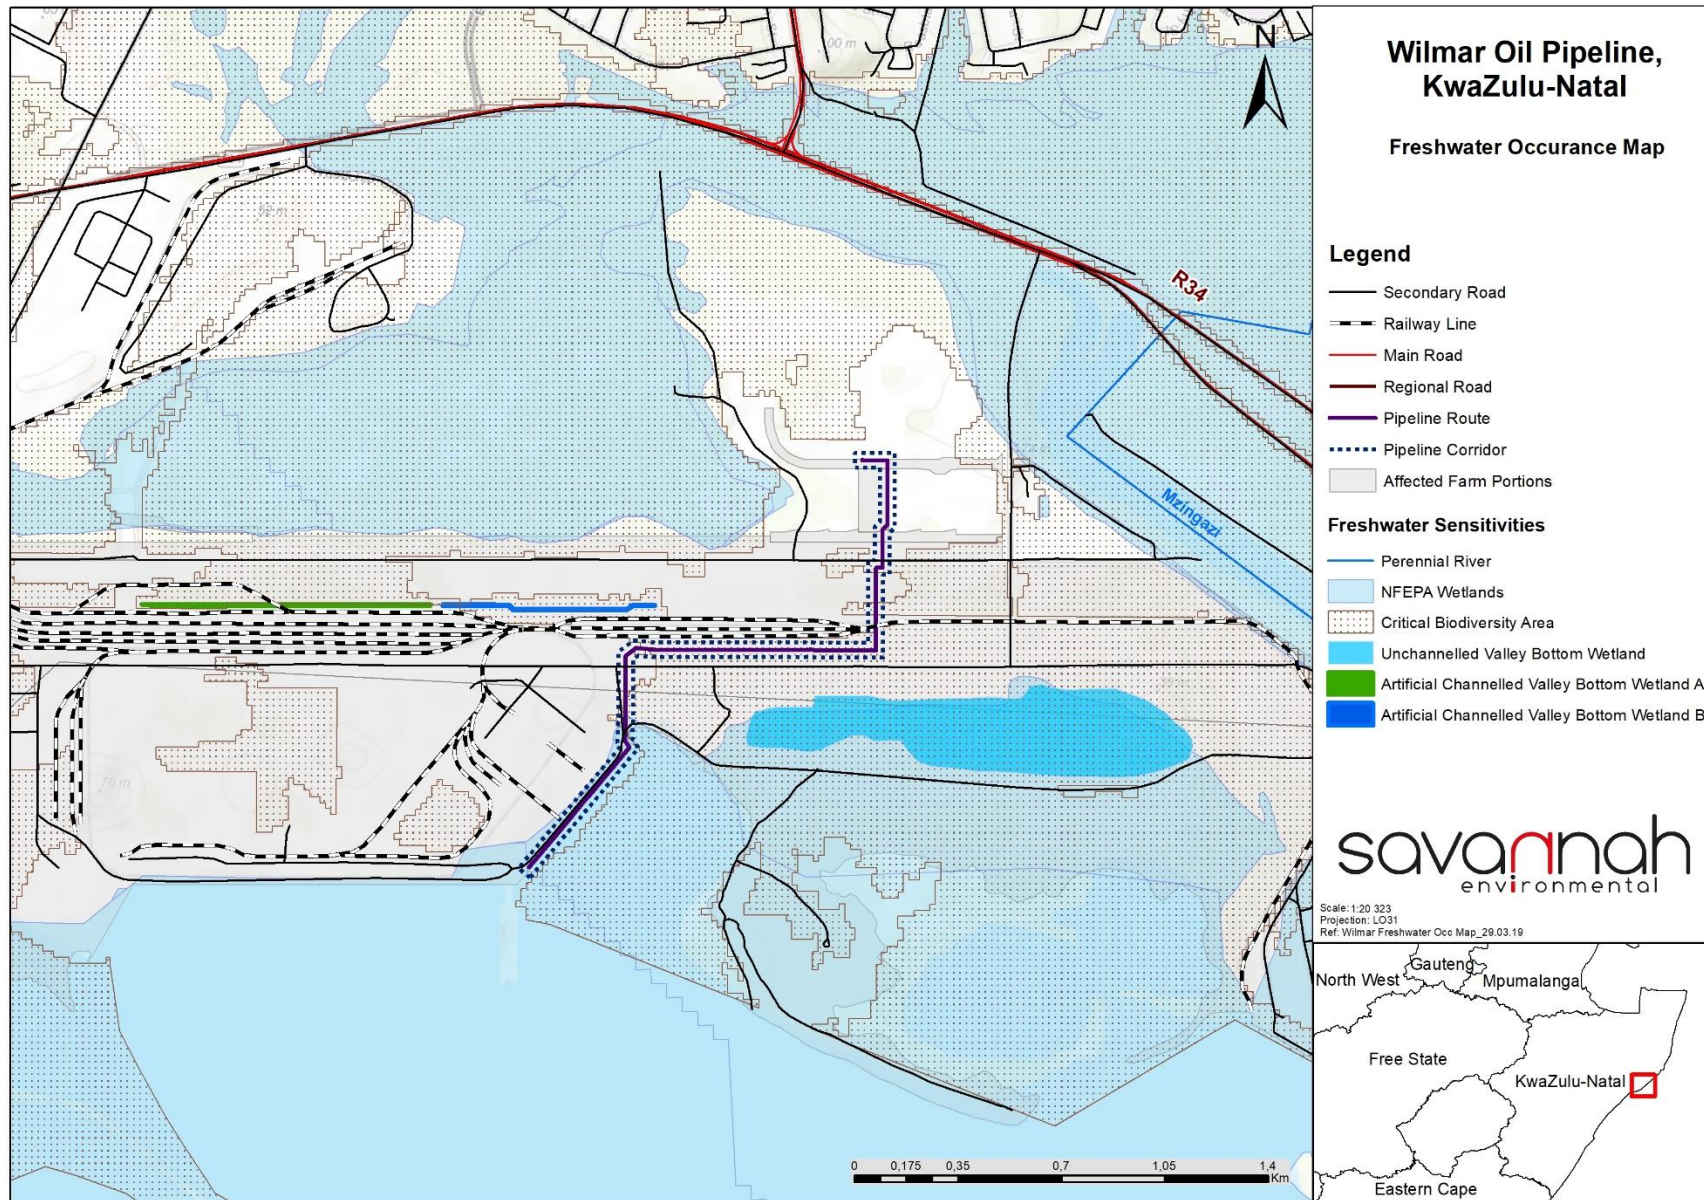 Wilmar Oil Pipeline,
KwaZulu-Natal
Freshwater Occurance Map
Legend
Secondary Road
Railway Line
Main Road
Regional Road
Pipeline Route
Pipeline Corridor
Affected Farm Portions
Freshwater Sensitivities
Perennial River
NFEPA Wetlands
Critical Biodiversity Area
Unchannelled Valley Bottom Wetland
Artificial Channelled Valley Bottom Wetland A
Artificial Channelled Valley Bottom Wetland B
savannah
environmental
Scale: 1:20 323
Projection: LO31
Ref: Wilmar Freshwater Occ Map_29.03.19
North West
Gauteng
Mpumalanga
Free State
KwaZulu-Natal
Eastern Cape
N
R34
Mzingazi
52 m
76 m
0 0,175 0,35 0,7 1,05 1,4
Km